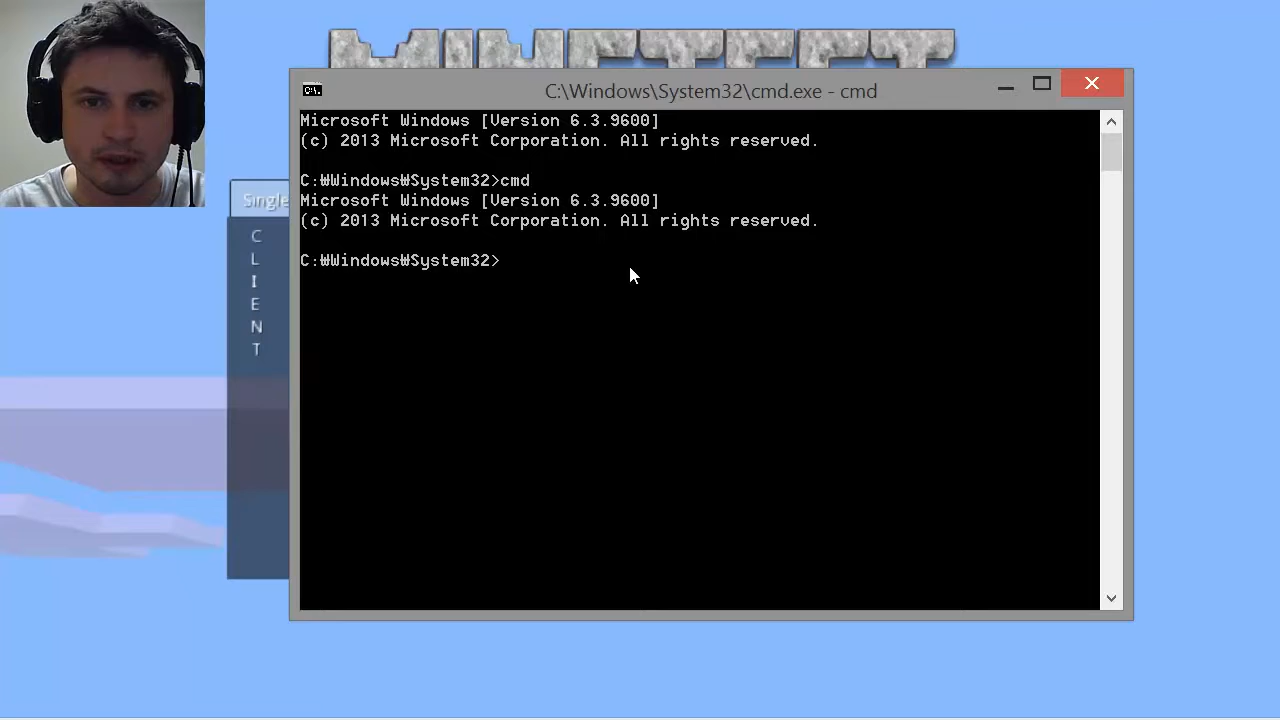 MINETEST
C:\Windows\System32\cmd.exe - cmd
Microsoft Windows [Version 6.3.9600]
(c) 2013 Microsoft Corporation. All rights reserved.
C:₩Windows₩System32>cmd
Microsoft Windows [Version 6.3.9600]
(c) 2013 Microsoft Corporation. All rights reserved.
C:₩Windows₩System32>
Single
C
L
I
E
N
T